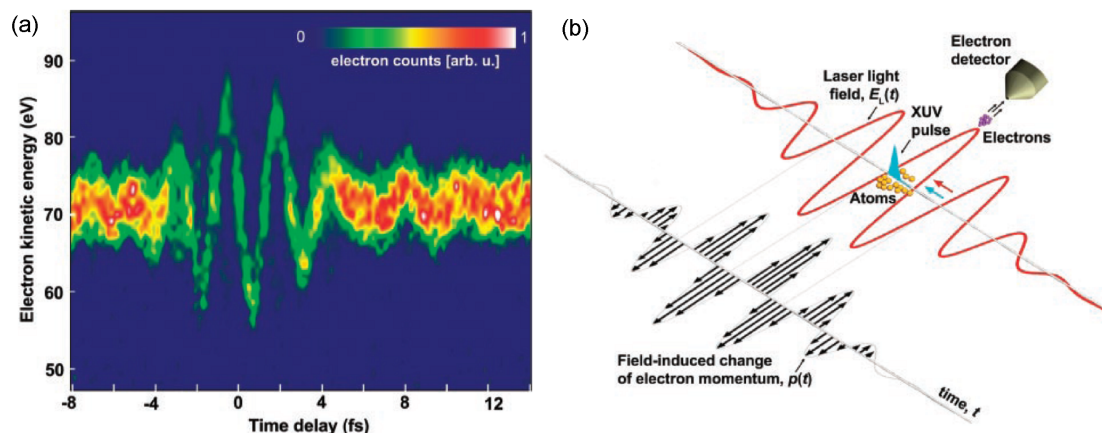 (a)
0
1
electron counts [arb. u.]
90
80
70
60
50
Electron kinetic energy (eV)
-8
-4
0
4
8
12
Time delay (fs)
(b)
Electron
detector
Laser light
field, E_L(t)
XUV
pulse
Electrons
Atoms
Field-induced change
of electron momentum, p(t)
time, t